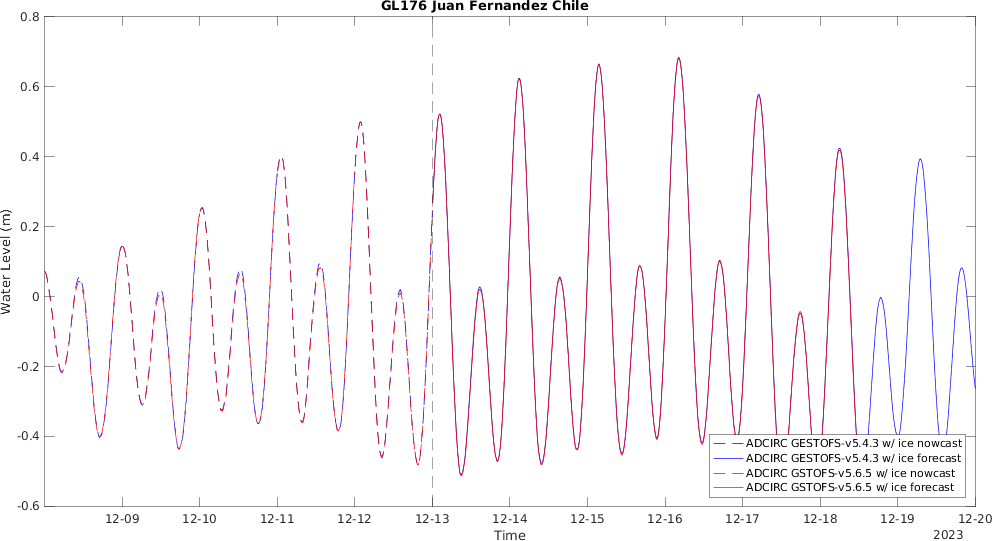 GL176 Juan Fernandez Chile
0.8
0.6
0.4
0.2
0
-0.2
-0.4
-0.6
Water Level (m)
ADCIRC GESTOFS-v5.4.3 w/ ice nowcast
ADCIRC GESTOFS-v5.4.3 w/ ice forecast
ADCIRC GSTOFS-v5.6.5 w/ ice nowcast
ADCIRC GSTOFS-v5.6.5 w/ ice forecast
12-09 12-10 12-11 12-12 12-13 12-14 12-15 12-16 12-17 12-18 12-19 12-20
Time
2023